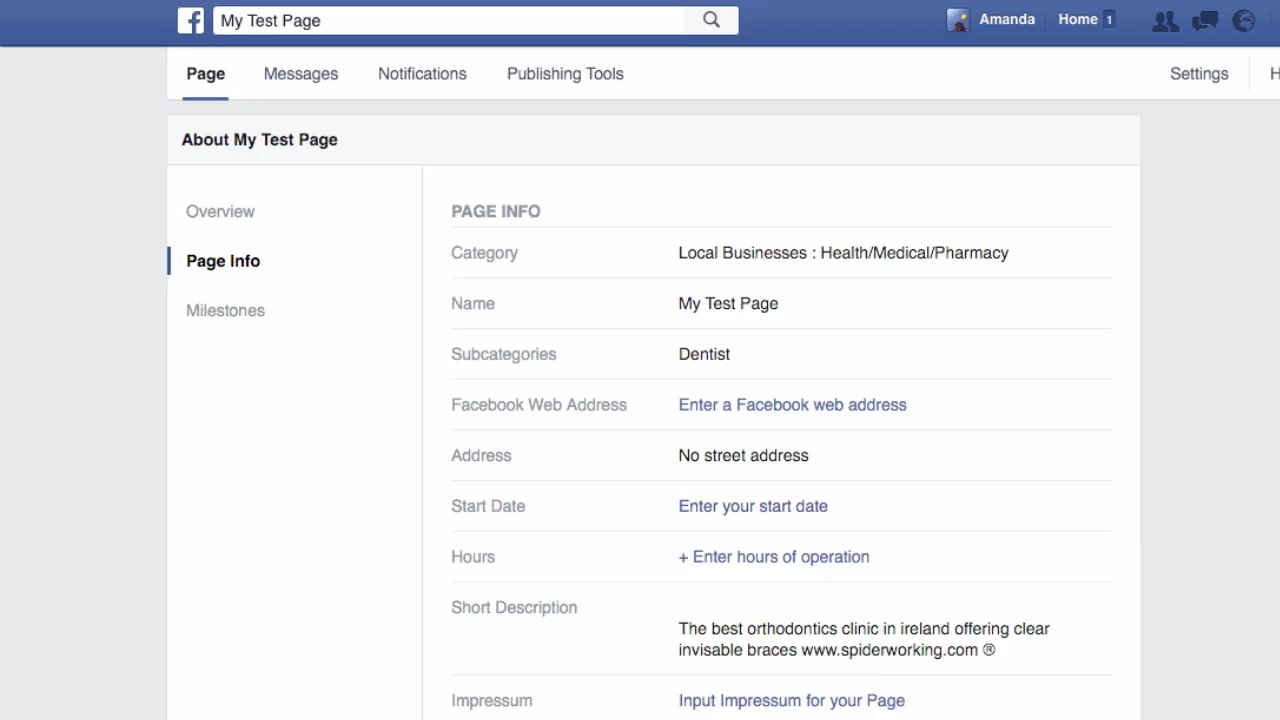 My Test Page
Amanda
Home 1
Page
Messages
Notifications
Publishing Tools
Settings
H
About My Test Page
Overview
Page Info
Milestones
PAGE INFO
Category
Local Businesses : Health/Medical/Pharmacy
Name
My Test Page
Subcategories
Dentist
Facebook Web Address
Enter a Facebook web address
Address
No street address
Start Date
Enter your start date
Hours
+ Enter hours of operation
Short Description
The best orthodontics clinic in ireland offering clear
invisable braces www.spiderworking.com ®
Impressum
Input Impressum for your Page